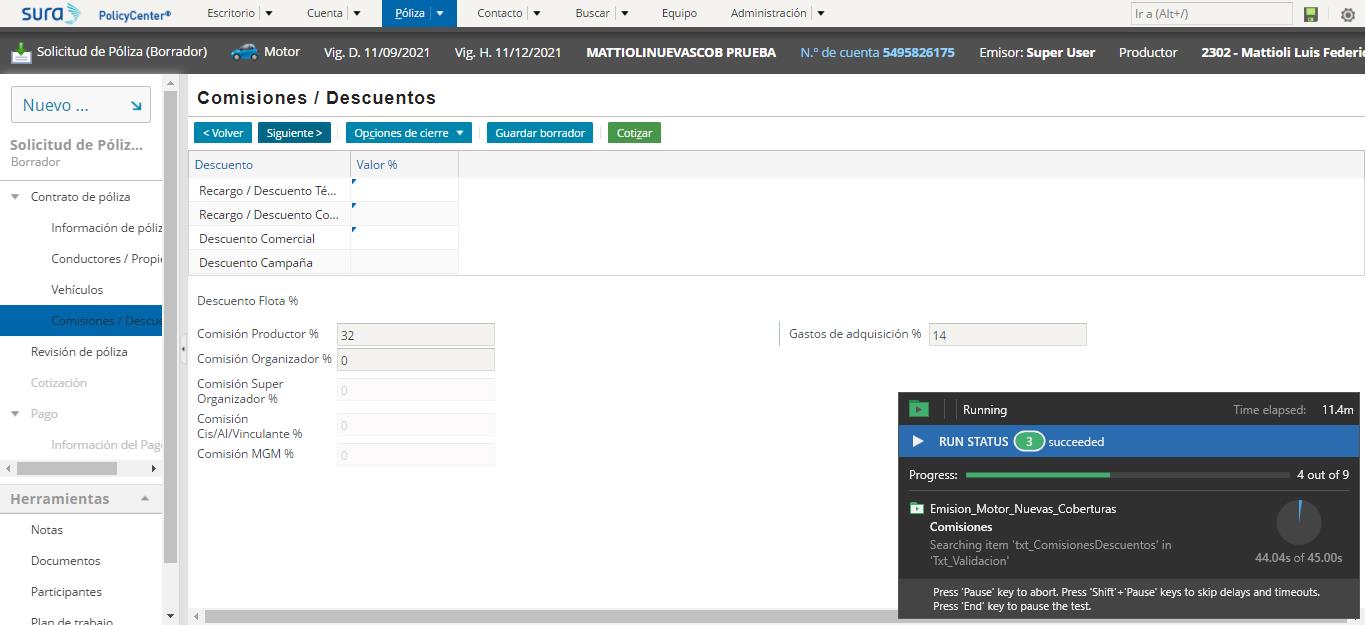 sura PolicyCenter® Escritorio Cuenta Póliza Contacto Buscar Equipo Administración Ir a (Alt+/)
Solicitud de Póliza (Borrador) Motor Vig. D. 11/09/2021 Vig. H. 11/12/2021 MATTIOLINUEVASCOB PRUEBA N.º de cuenta 5495826175 Emisor: Super User Productor 2302 - Mattioli Luis Federic
Nuevo ...
Solicitud de Póliz...
Borrador
Contrato de póliza
Información de póliz
Conductores / Propi
Vehículos
Comisiones / Descue
Revisión de póliza
Cotización
Pago
Información del Pag
Herramientas
Notas
Documentos
Participantes
Plan de trabajo
Comisiones / Descuentos
< Volver Siguiente > Opciones de cierre Guardar borrador Cotizar
Descuento Valor %
Recargo / Descuento Té...
Recargo / Descuento Co...
Descuento Comercial
Descuento Campaña
Descuento Flota %
Comisión Productor % 32 Gastos de adquisición % 14
Comisión Organizador % 0
Comisión Super
Organizador % 0
Comisión
Cis/Al/Vinculante % 0
Comisión MGM % 0
Running Time elapsed: 11.4m
RUN STATUS 3 succeeded
Progress: 4 out of 9
Emision_Motor_Nuevas_Coberturas
Comisiones
Searching item 'txt_ComisionesDescuentos' in
'Txt_Validacion'
44.04s of 45.00s
Press 'Pause' key to abort. Press 'Shift'+'Pause' keys to skip delays and timeouts.
Press 'End' key to pause the test.